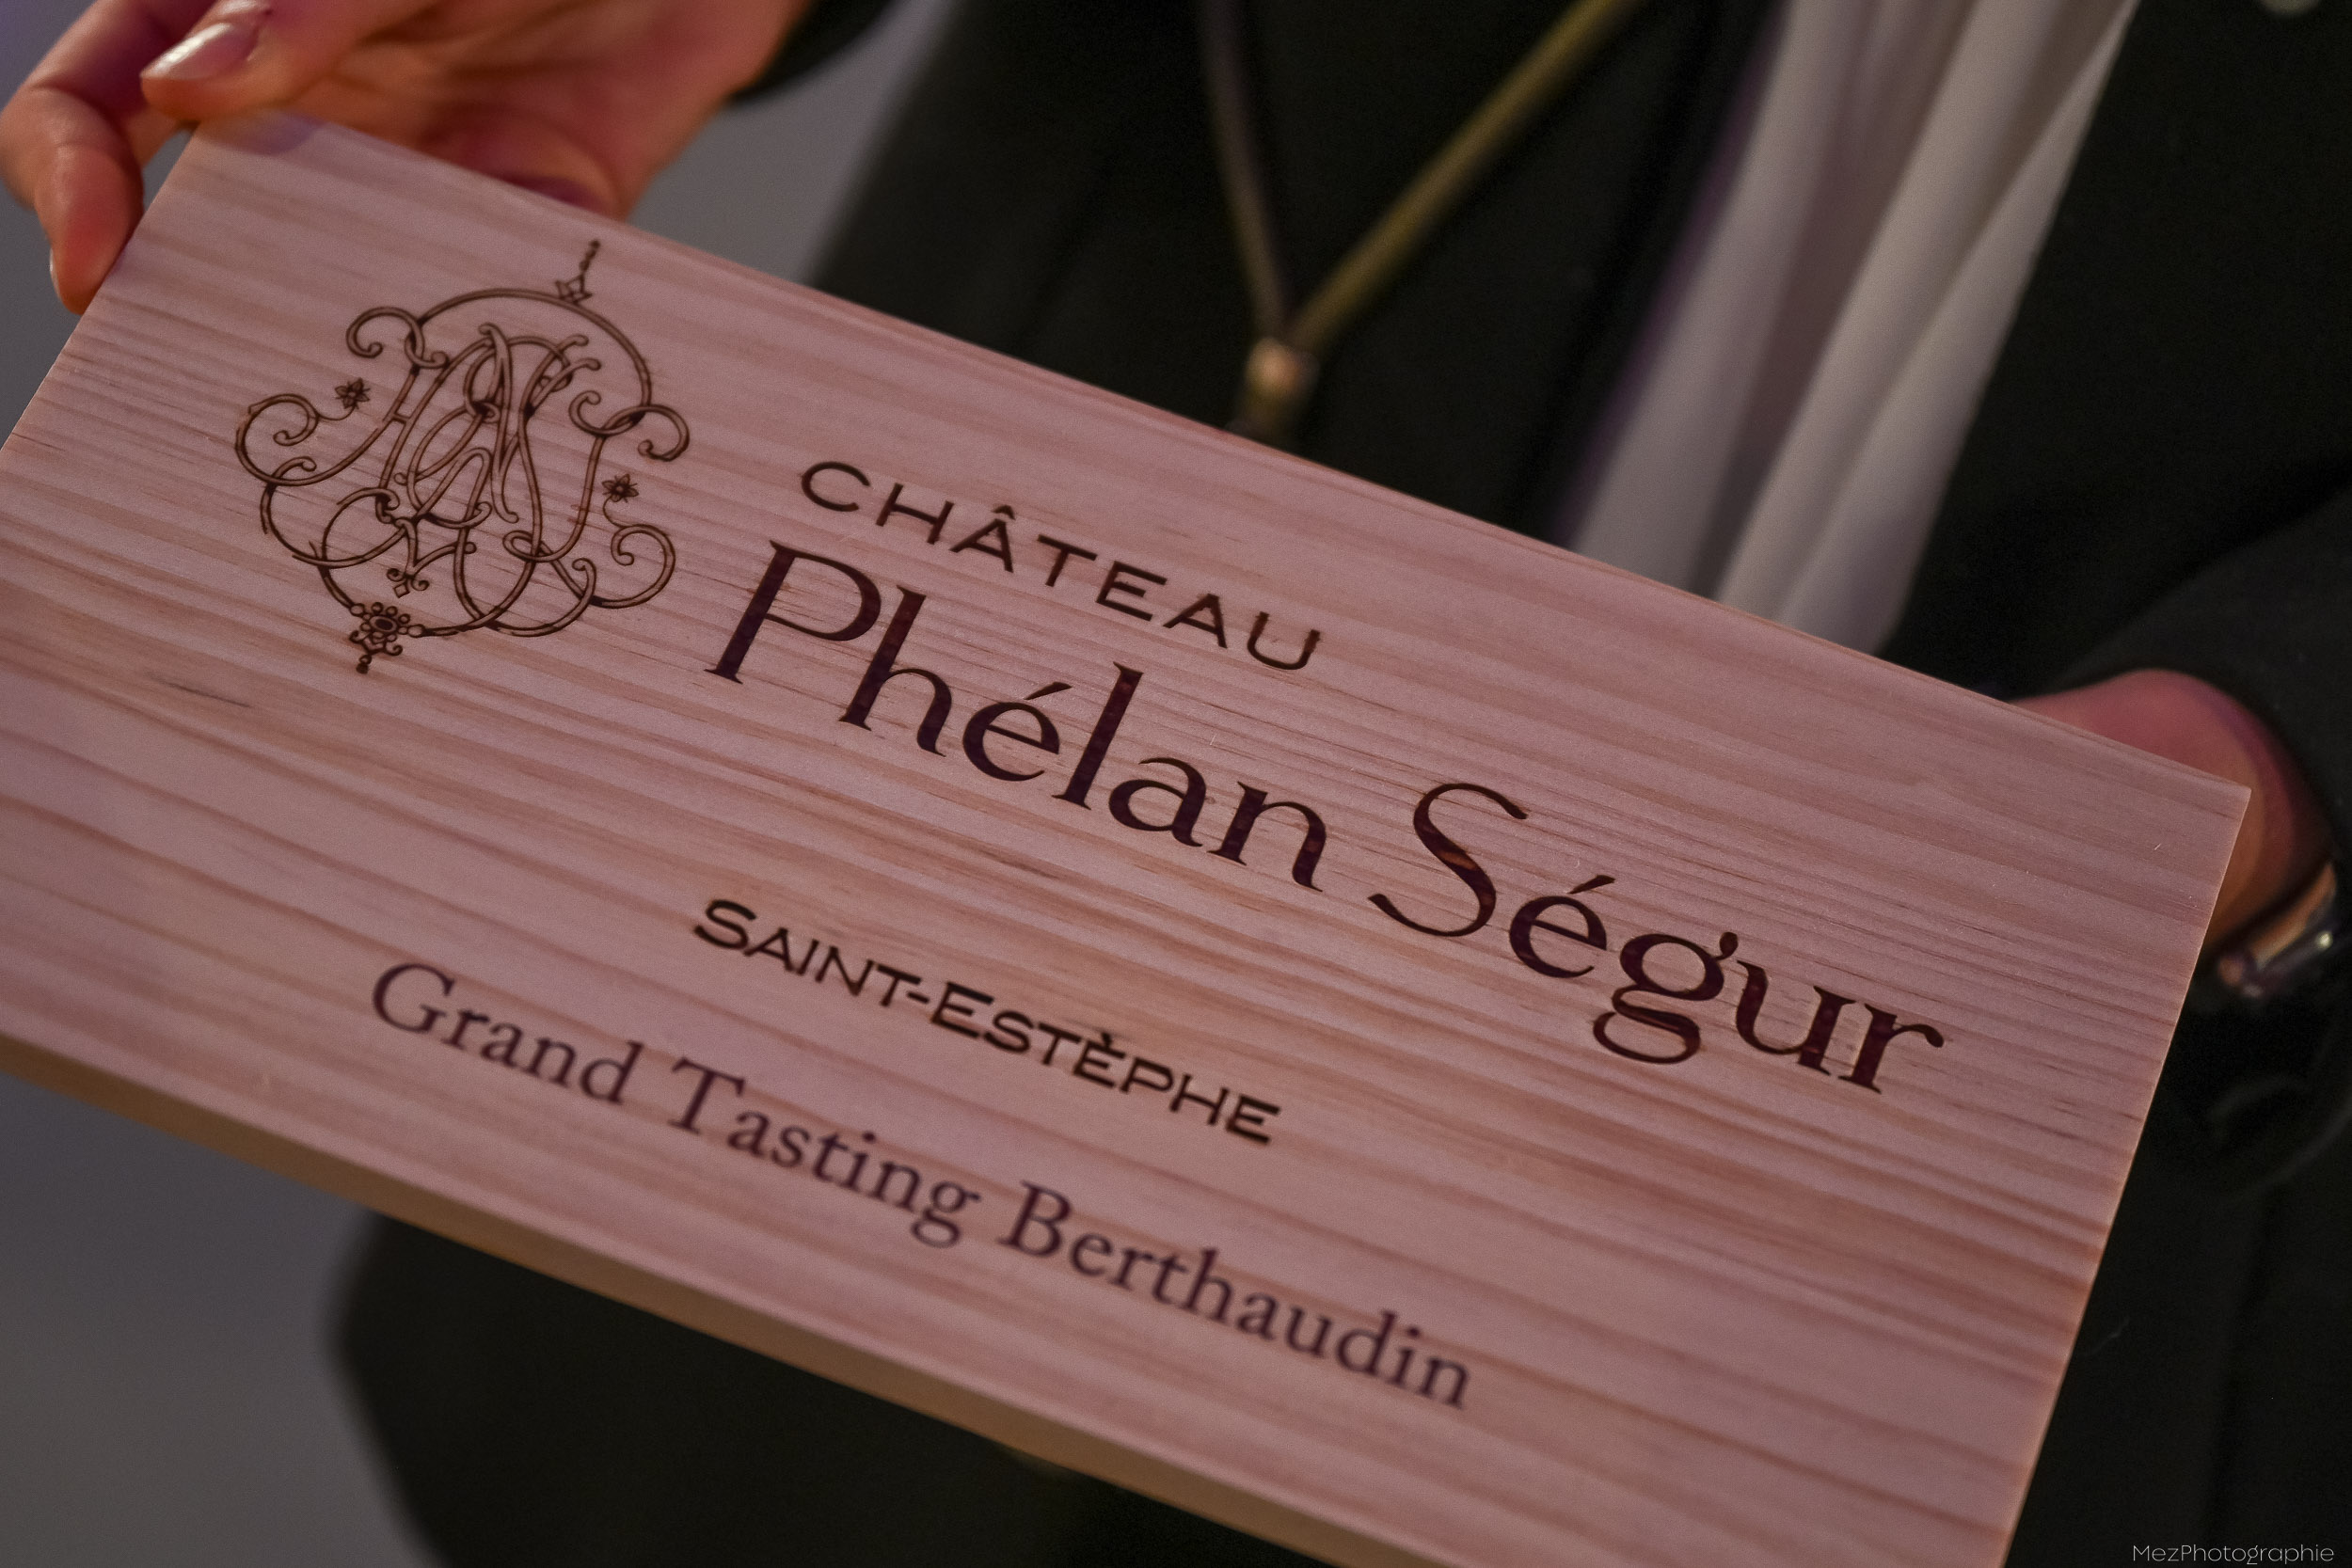 CHÂTEAU
Phélan Ségur
SAINT-ESTÈPHE
Grand Tasting Berthaudin
MezPhotographie